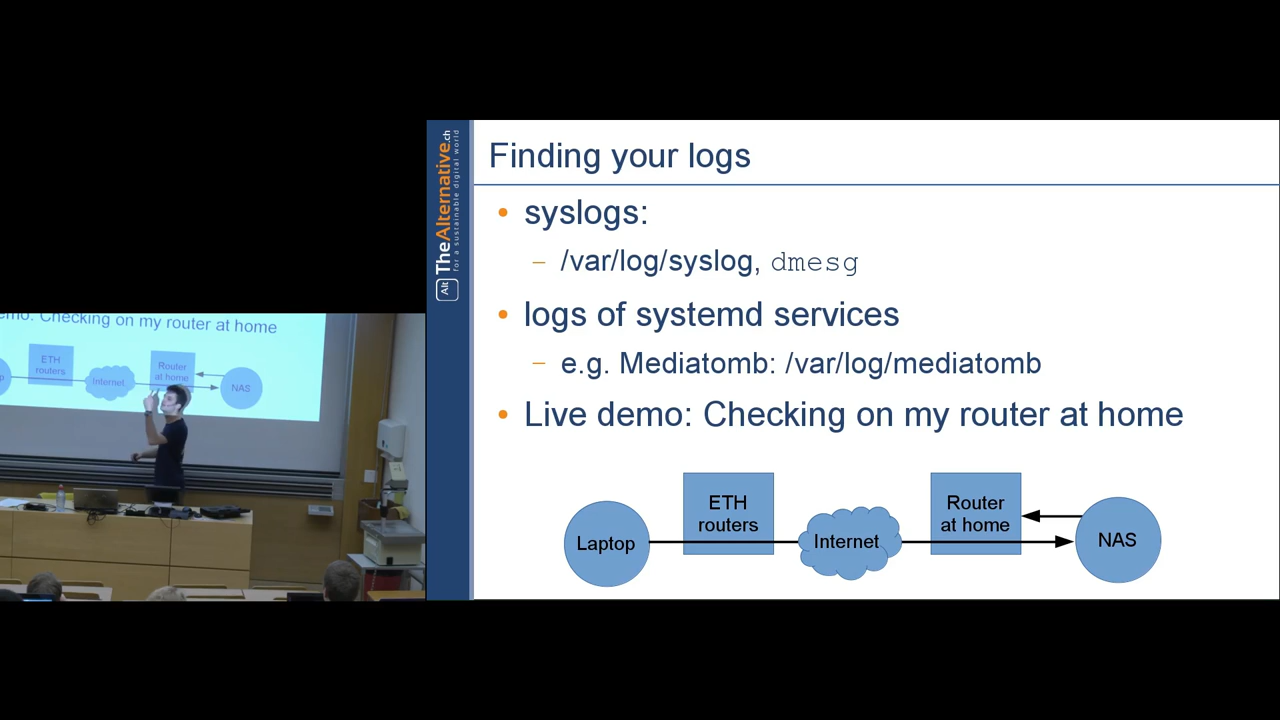 Finding your logs
• syslogs:
– /var/log/syslog, dmesg
• logs of systemd services
– e.g. Mediatomb: /var/log/mediatomb
• Live demo: Checking on my router at home
Laptop
ETH
routers
Internet
Router
at home
NAS
Alt TheAlternative.ch
for a sustainable digital world
emo: Checking on my router at home
p
ETH
routers
Internet
Router
at home
NAS